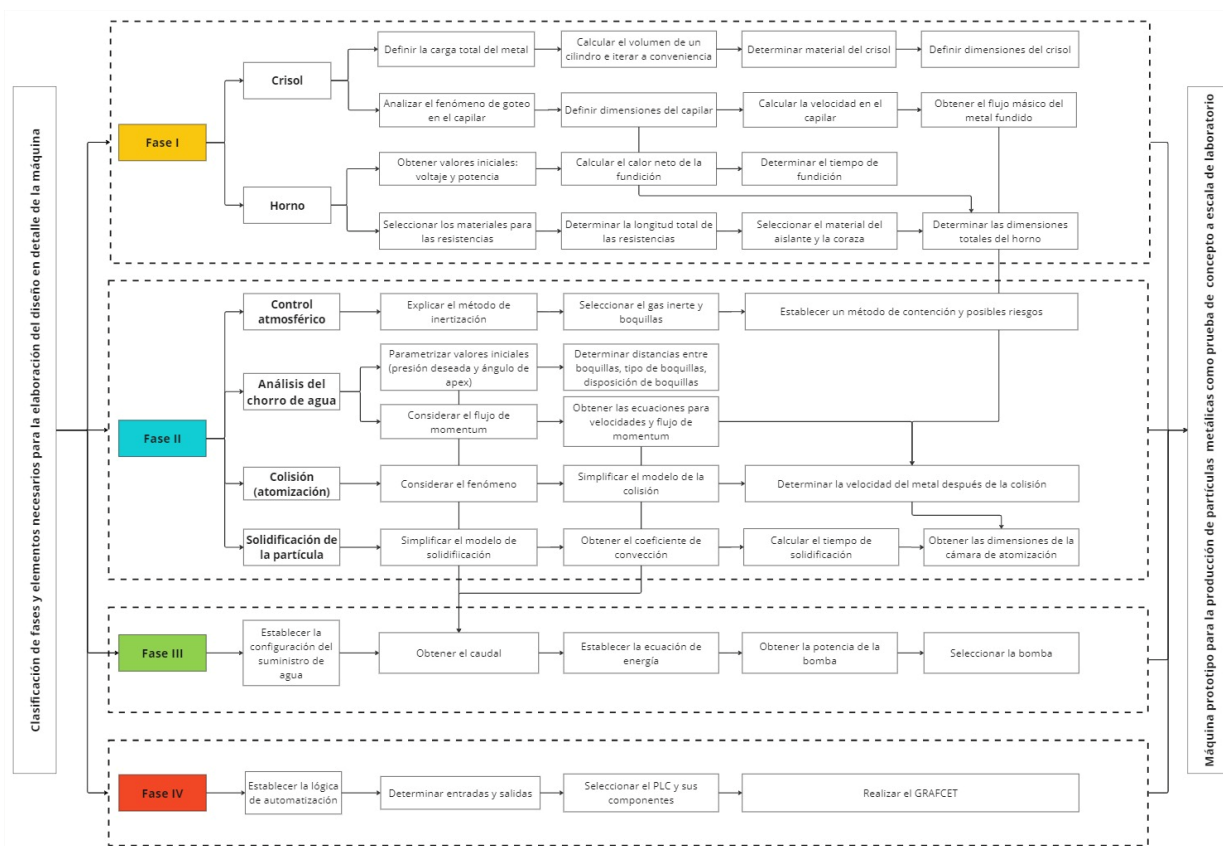 Clasificación de fases y elementos necesarios para la elaboración del diseño en detalle de la máquina
Fase I
Crisol
Definir la carga total del metal
Calcular el volumen de un
cilindro e iterar a conveniencia
Determinar material del crisol
Definir dimensiones del crisol
Analizar el fenómeno de goteo
en el capilar
Definir dimensiones del capilar
Calcular la velocidad en el
capilar
Obtener el flujo másico del
metal fundido
Horno
Obtener valores iniciales:
voltaje y potencia
Calcular el calor neto de la
fundición
Determinar el tiempo de
fundición
Seleccionar los materiales para
las resistencias
Determinar la longitud total de
las resistencias
Seleccionar el material del
aislante y la coraza
Determinar las dimensiones
totales del horno
Fase II
Control
atmosférico
Explicar el método de
inertización
Seleccionar el gas inerte y
boquillas
Establecer un método de contención y posibles riesgos
Análisis del
chorro de agua
Parametrizar valores iniciales
(presión deseada y ángulo de
apex)
Determinar distancias entre
boquillas, tipo de boquillas,
disposición de boquillas
Considerar el flujo de
momentum
Obtener las ecuaciones para
velocidades y flujo de
momentum
Colisión
(atomización)
Considerar el fenómeno
Simplificar el modelo de la
colisión
Determinar la velocidad del metal después de la colisión
Solidificación de
la partícula
Simplificar el modelo de
solidifiicación
Obtener el coeficiente de
convección
Calcular el tiempo de
solidificación
Obtener las dimensiones de la
cámara de atomización
Fase III
Establecer la
configuración del
suministro de
agua
Obtener el caudal
Establecer la ecuación de
energía
Obtener la potencia de la
bomba
Seleccionar la bomba
Fase IV
Establecer la lógica
de automatización
Determinar entradas y salidas
Seleccionar el PLC y sus
componentes
Realizar el GRAFCET
Máquina prototipo para la producción de partículas metálicas como prueba de concepto a escala de laboratorio